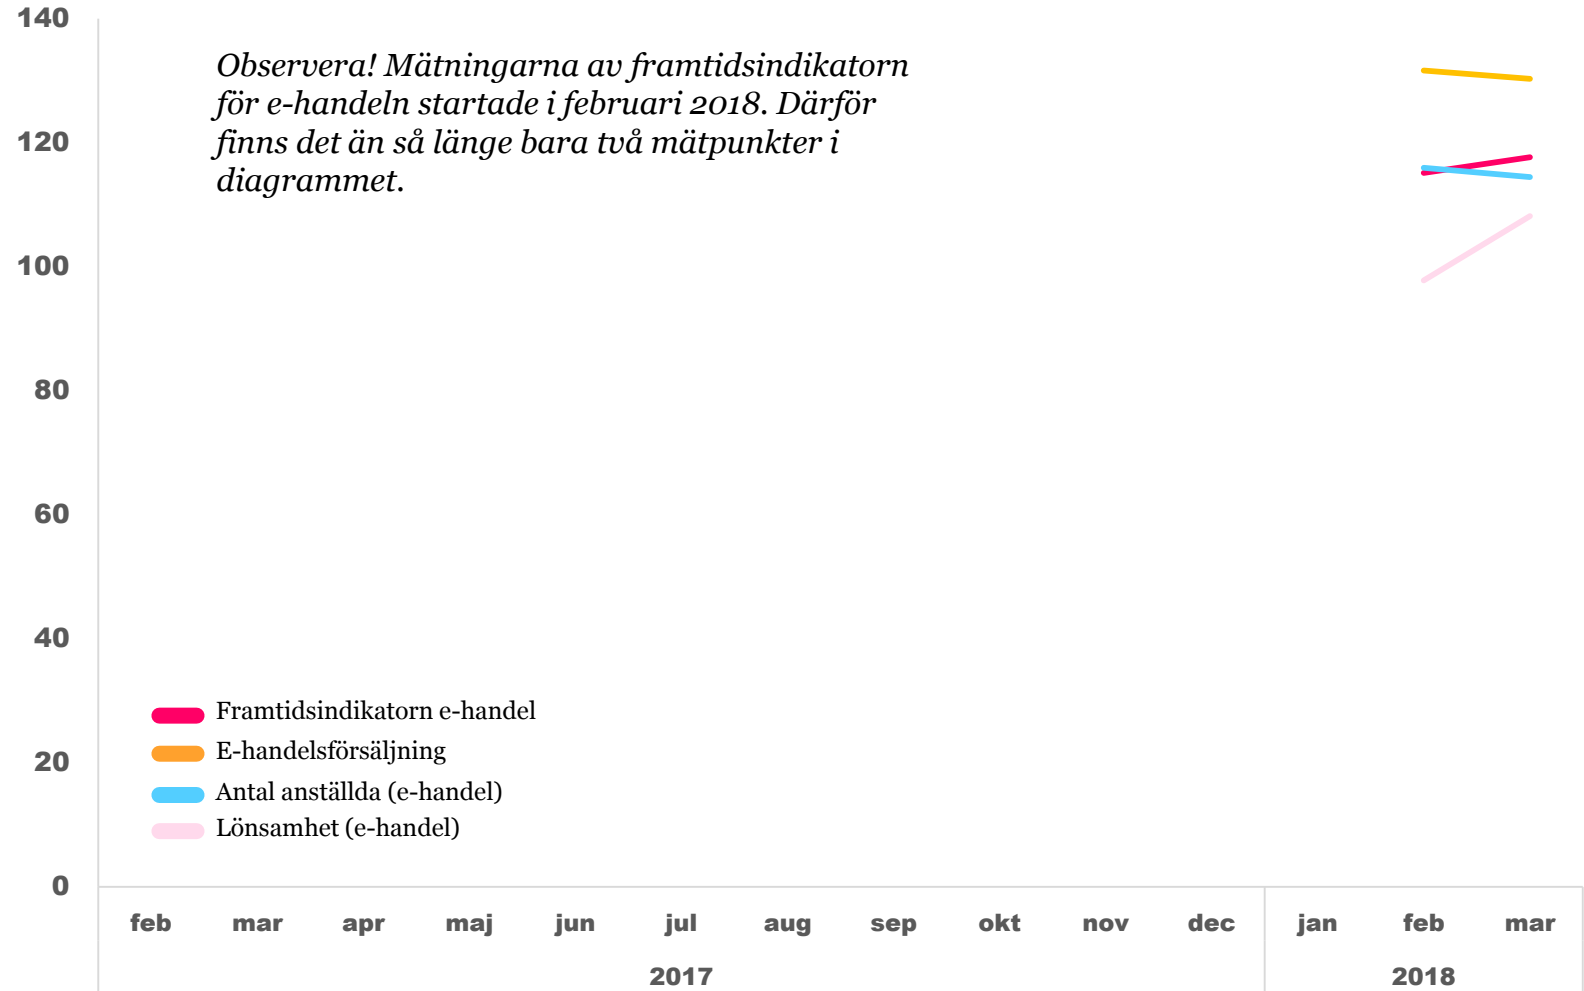 140
Observera! Mätningarna av framtidsindikatorn
för e-handeln startade i februari 2018. Därför
finns det än så länge bara två mätpunkter i
diagrammet.
120
100
80
60
40
20
0
Framtidsindikatorn e-handel
E-handelsförsäljning
Antal anställda (e-handel)
Lönsamhet (e-handel)
feb mar apr maj jun jul aug sep okt nov dec jan feb mar
2017 2018